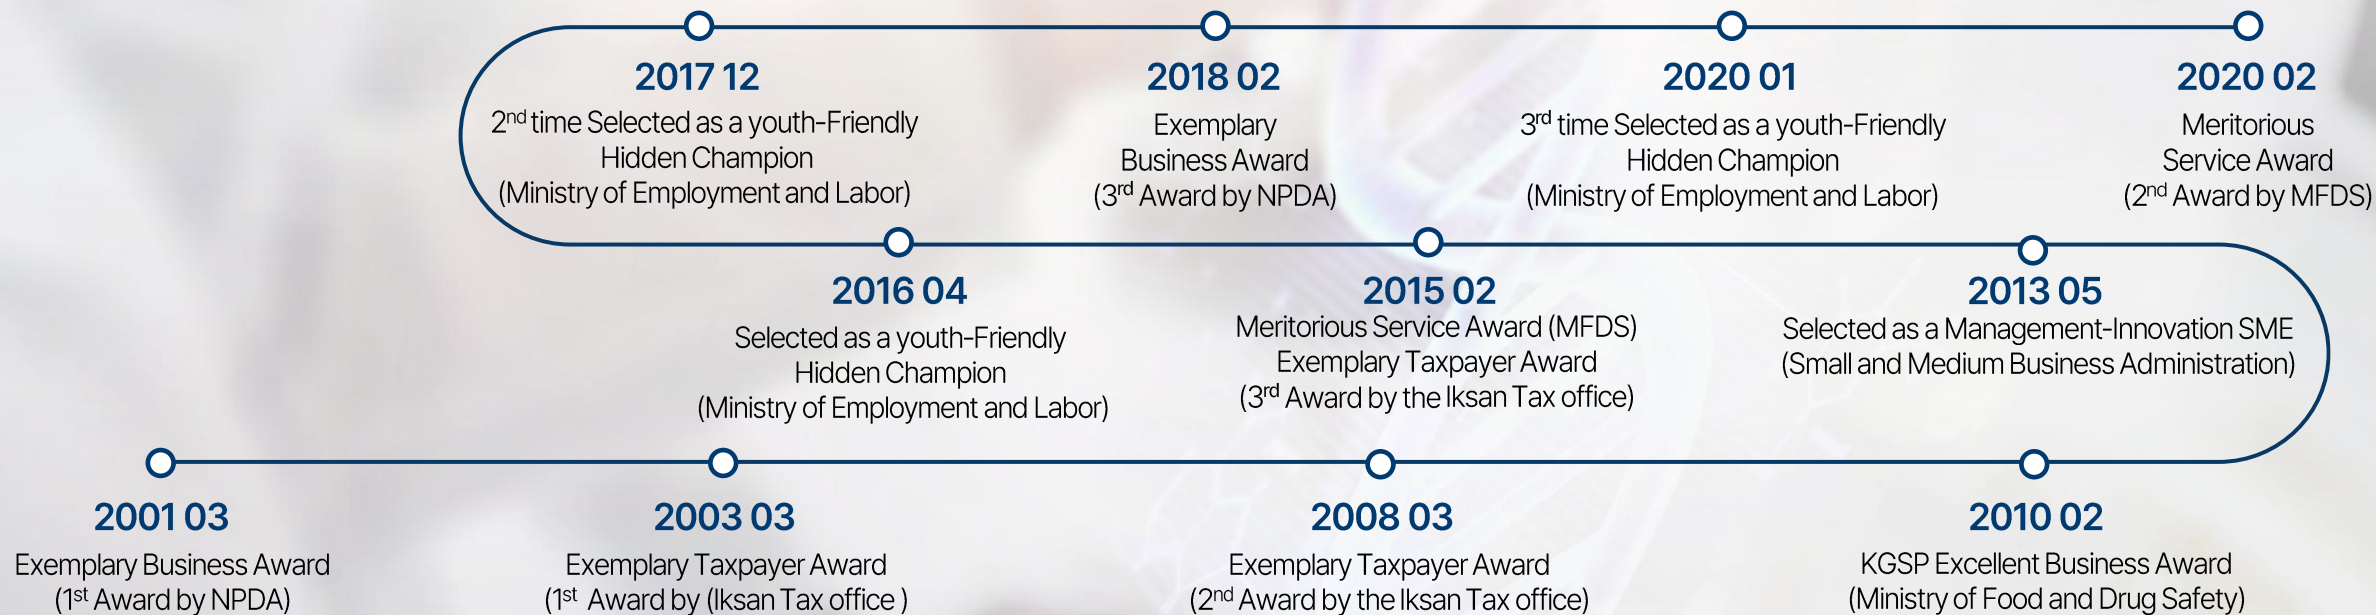 2017 12
2nd time Selected as a youth-Friendly
Hidden Champion
(Ministry of Employment and Labor)
2018 02
Exemplary
Business Award
(3rd Award by NPDA)
2020 01
3rd time Selected as a youth-Friendly
Hidden Champion
(Ministry of Employment and Labor)
2020 02
Meritorious
Service Award
(2nd Award by MFDS)
2016 04
Selected as a youth-Friendly
Hidden Champion
(Ministry of Employment and Labor)
2015 02
Meritorious Service Award (MFDS)
Exemplary Taxpayer Award
(3rd Award by the Iksan Tax office)
2013 05
Selected as a Management-Innovation SME
(Small and Medium Business Administration)
2001 03
Exemplary Business Award
(1st Award by NPDA)
2003 03
Exemplary Taxpayer Award
(1st Award by (Iksan Tax office )
2008 03
Exemplary Taxpayer Award
(2nd Award by the Iksan Tax office)
2010 02
KGSP Excellent Business Award
(Ministry of Food and Drug Safety)